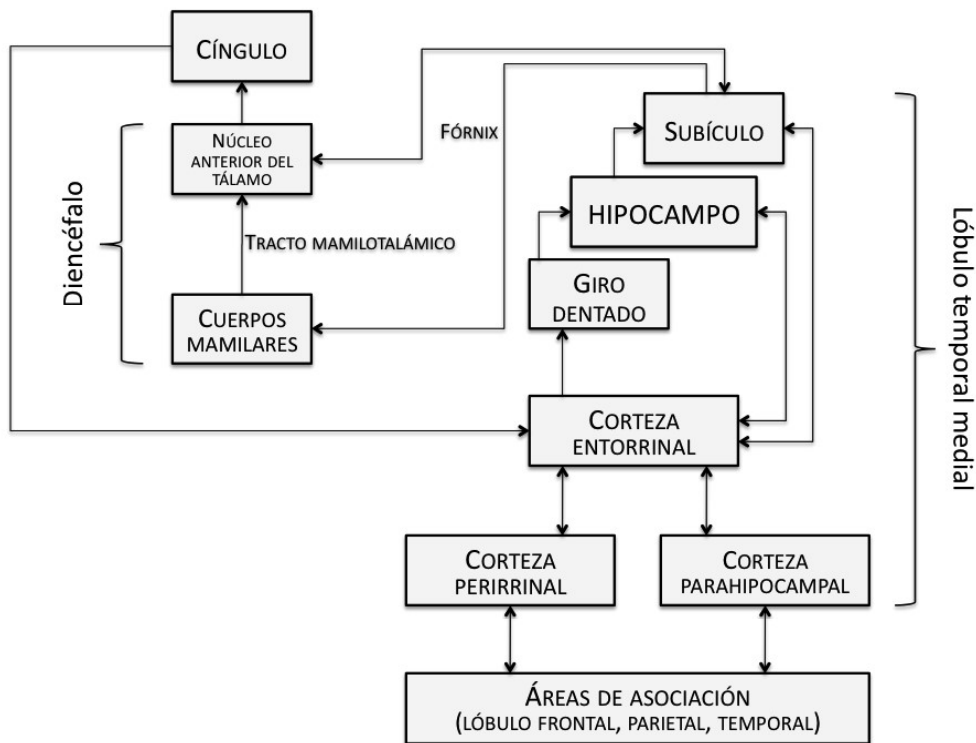 CÍNGULO
NÚCLEO
ANTERIOR DEL
TÁLAMO
TRACTO MAMILOTALÁMICO
CUERPOS
MAMILARES
Diencéfalo
FÓRNIX
SUBÍCULO
HIPOCAMPO
GIRO
DENTADO
CORTEZA
ENTORRINAL
CORTEZA
PERIRRINAL
CORTEZA
PARAHIPOCAMPAL
Lóbulo temporal medial
ÁREAS DE ASOCIACIÓN
(LÓBULO FRONTAL, PARIETAL, TEMPORAL)